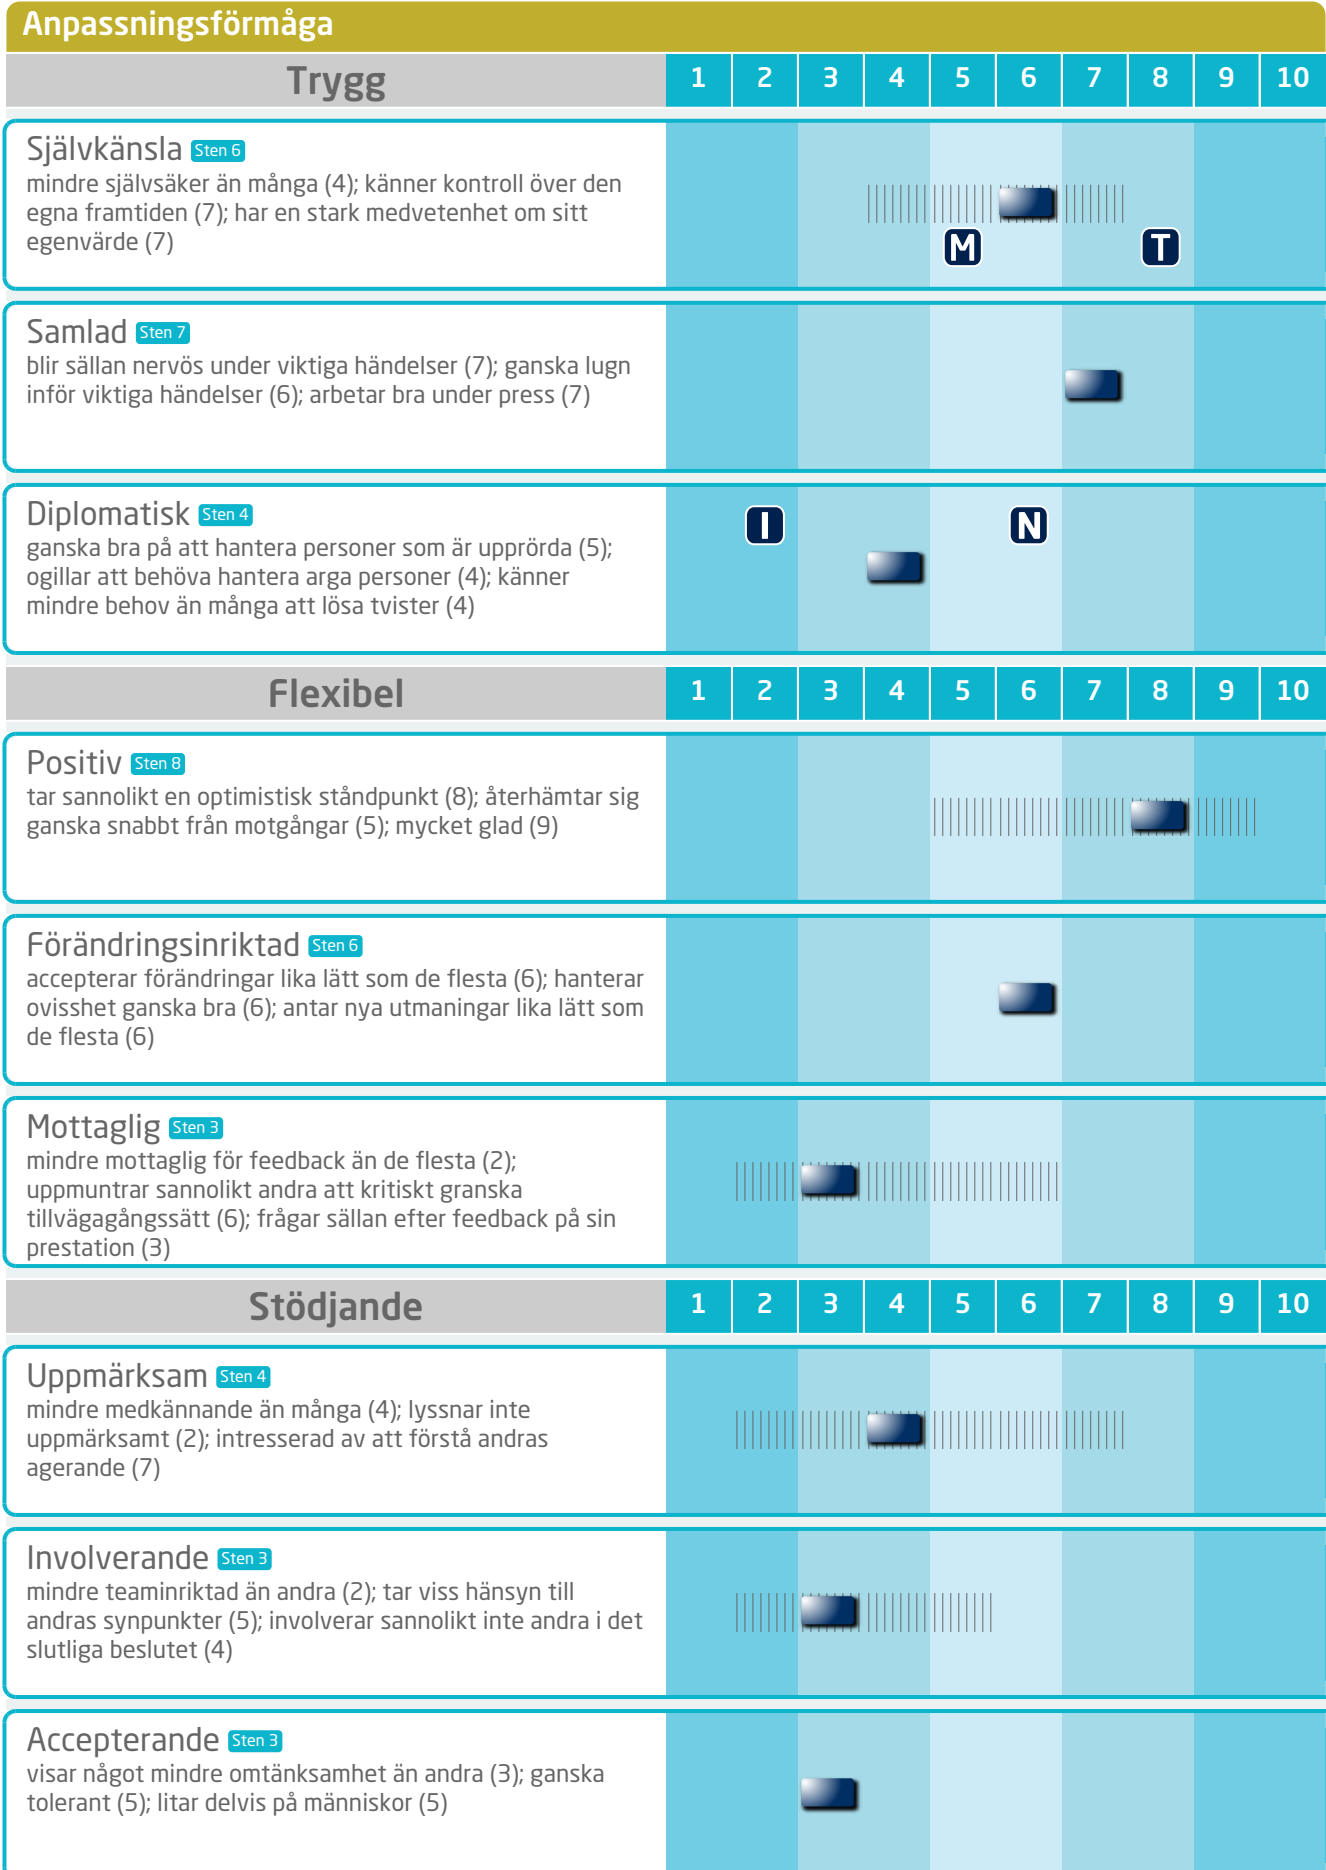 Anpassningsförmåga
Trygg 1 2 3 4 5 6 7 8 9 10
Självkänsla Sten 6
mindre självsäker än många (4); känner kontroll över den
egna framtiden (7); har en stark medvetenhet om sitt
egenvärde (7)
M T
Samlad Sten 7
blir sällan nervös under viktiga händelser (7); ganska lugn
inför viktiga händelser (6); arbetar bra under press (7)
Diplomatisk Sten 4
I N
ganska bra på att hantera personer som är upprörda (5);
ogillar att behöva hantera arga personer (4); känner
mindre behov än många att lösa tvister (4)
Flexibel 1 2 3 4 5 6 7 8 9 10
Positiv Sten 8
tar sannolikt en optimistisk ståndpunkt (8); återhämtar sig
ganska snabbt från motgångar (5); mycket glad (9)
Förändringsinriktad Sten 6
accepterar förändringar lika lätt som de flesta (6); hanterar
ovisshet ganska bra (6); antar nya utmaningar lika lätt som
de flesta (6)
Mottaglig Sten 3
mindre mottaglig för feedback än de flesta (2);
uppmuntrar sannolikt andra att kritiskt granska
tillvägagångssätt (6); frågar sällan efter feedback på sin
prestation (3)
Stödjande 1 2 3 4 5 6 7 8 9 10
Uppmärksam Sten 4
mindre medkännande än många (4); lyssnar inte
uppmärksamt (2); intresserad av att förstå andras
agerande (7)
Involverande Sten 3
mindre teaminriktad än andra (2); tar viss hänsyn till
andras synpunkter (5); involverar sannolikt inte andra i det
slutliga beslutet (4)
Accepterande Sten 3
visar något mindre omtänksamhet än andra (3); ganska
tolerant (5); litar delvis på människor (5)